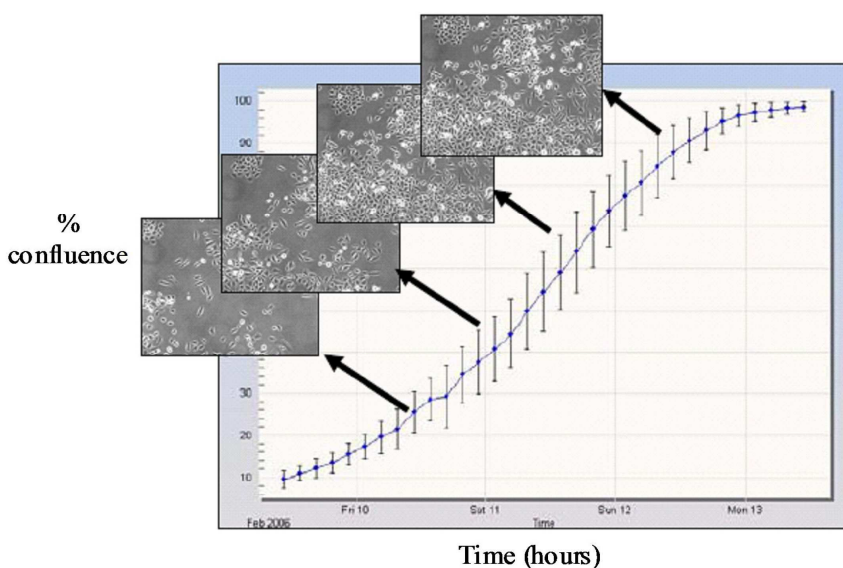 100
90
%
confluence
30
20
10
Fri 10
Sat 11
Sun 12
Mon 13
Feb 2006
Time
Time (hours)